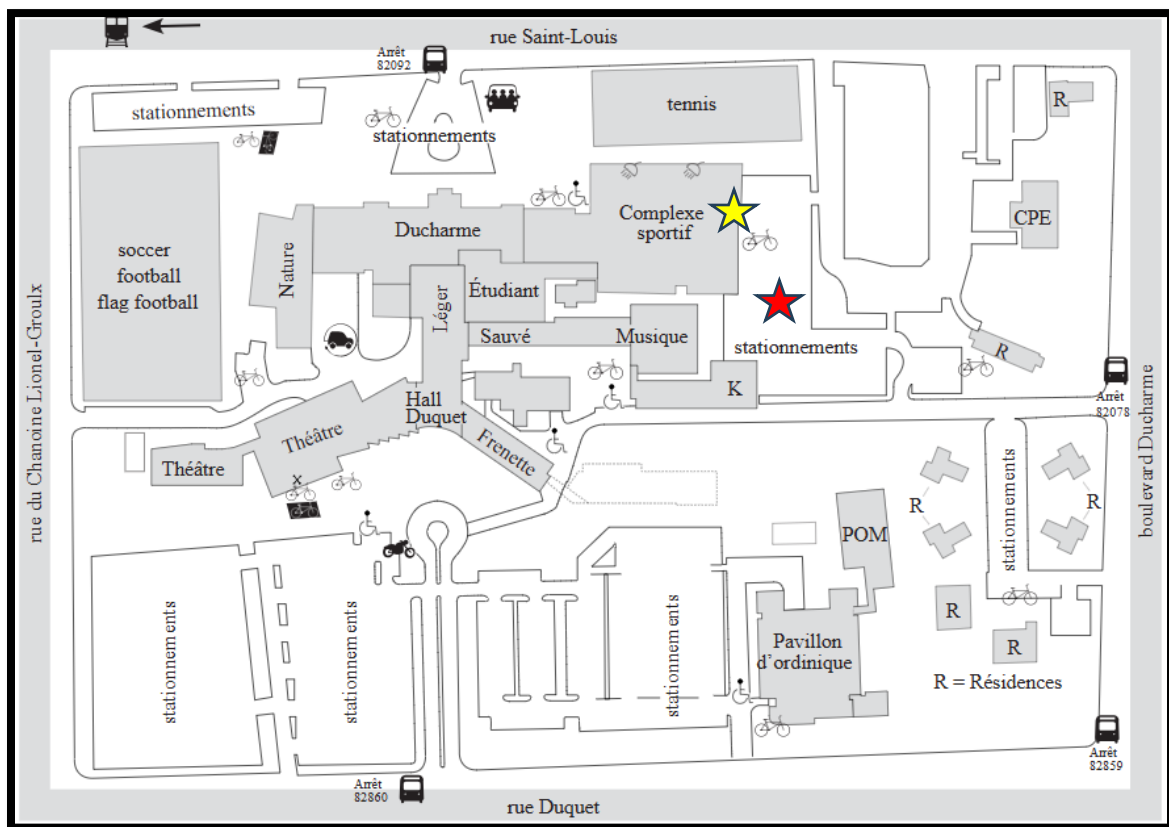 rue Saint-Louis
Arrêt
82092
stationnements
stationnements
tennis
R
CPE
Complexe
sportif
Ducharme
soccer
football
flag football
Nature
Étudiant
Léger
Sauvé
Musique
stationnements
R
Arrêt
82078
K
Hall
Duquet
Théâtre
Théâtre
Frenette
X
rue du Chanoine Lionel-Groulx
boulevard Ducharme
stationnements
R
R
POM
stationnements
stationnements
stationnements
Pavillon
d'ordinique
R
R
R = Résidences
Arrêt
82859
Arrêt
82860
rue Duquet